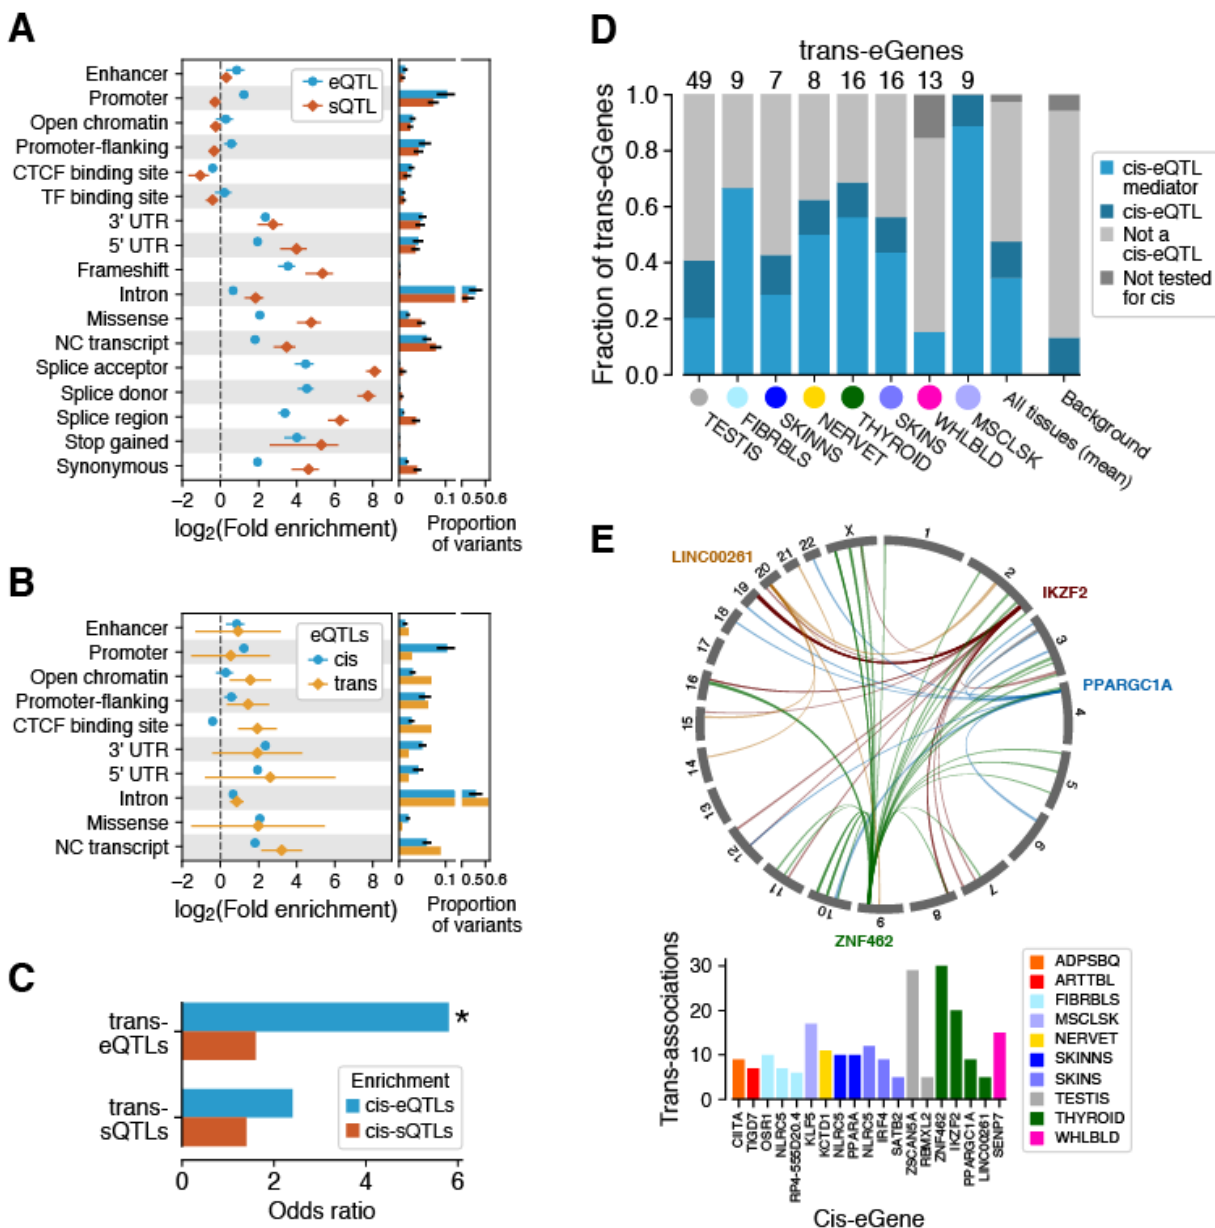 A
Enhancer
Promoter
Open chromatin
Promoter-flanking
CTCF binding site
TF binding site
3' UTR
5' UTR
Frameshift
Intron
Missense
NC transcript
Splice acceptor
Splice donor
Splice region
Stop gained
Synonymous
eQTL
sQTL
−2 0 2 4 6 8
0 0.1 0.5 0.6
log2(Fold enrichment)
Proportion
of variants
B
Enhancer
Promoter
Open chromatin
Promoter-flanking
CTCF binding site
3' UTR
5' UTR
Intron
Missense
NC transcript
eQTLs
cis
trans
−2 0 2 4 6 8
0 0.1 0.5 0.6
log2(Fold enrichment)
Proportion
of variants
C
trans-
eQTLs
*
trans-
sQTLs
Enrichment
cis-eQTLs
cis-sQTLs
0 2 4 6
Odds ratio
D
trans-eGenes
49 9 7 8 16 16 13 9
Fraction of trans-eGenes
1.0
0.8
0.6
0.4
0.2
0.0
TESTIS
FIBRBLS
SKINNS
NERVET
THYROID
SKINS
WHLBLD
MSCLSK
All tissues (mean)
Background
cis-eQTL
mediator
cis-eQTL
Not a
cis-eQTL
Not tested
for cis
E
LINC00261
IKZF2
PPARGC1A
ZNF462
1
2
3
4
5
6
7
8
9
10
11
12
13
14
15
16
17
18
19
20
21
22
X
Trans-associations
30
20
10
0
CIITA
TIGD7
OSR1
NLRC5
RP4-555D20.4
KLF5
KCTD1
NLRC5
PPARA
NLRC5
IRF4
SATB2
ZSCAN5A
RBMXL2
ZNF462
IKZF2
PPARGC1A
LINC00261
SENP7
Cis-eGene
ADPSBQ
ARTTBL
FIBRBLS
MSCLSK
NERVET
SKINNS
SKINS
TESTIS
THYROID
WHLBLD